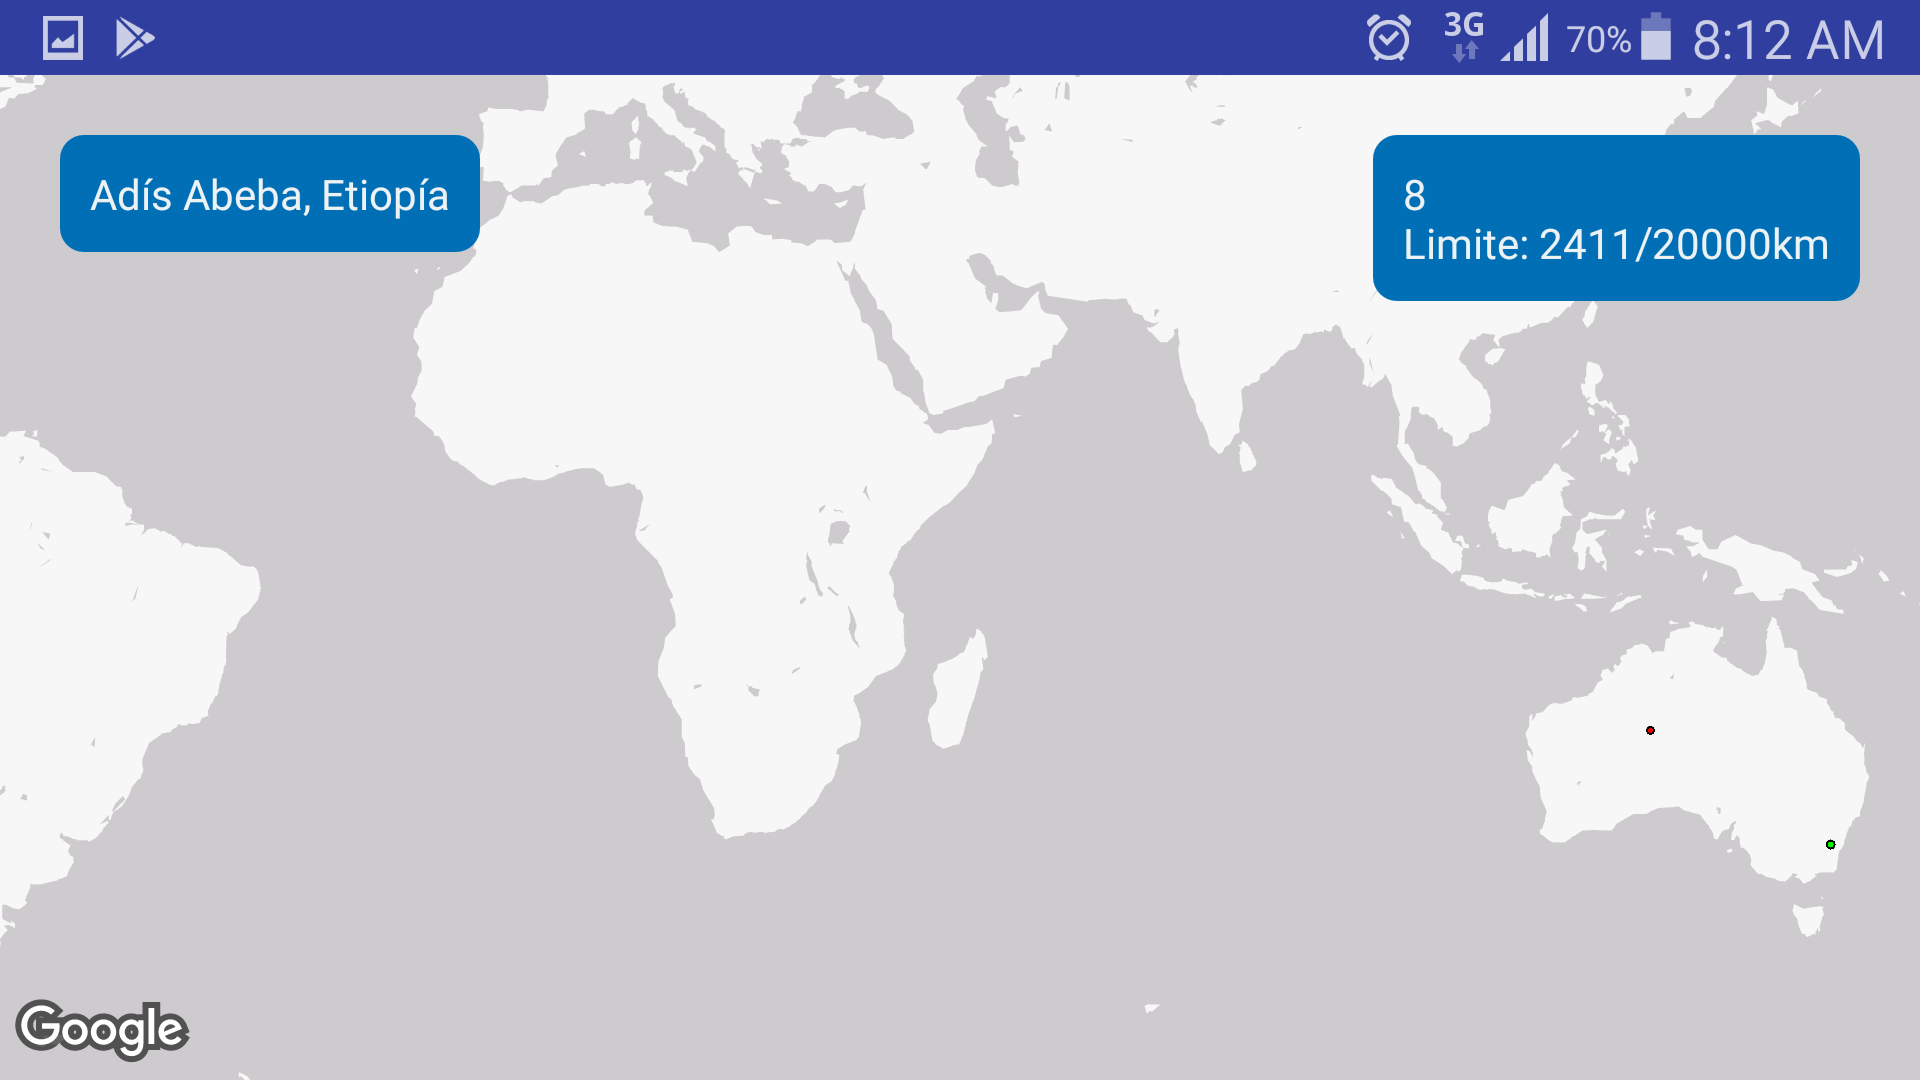 3G
70%
8:12 AM
Adís Abeba, Etiopía
8
Limite: 2411/20000km
Google